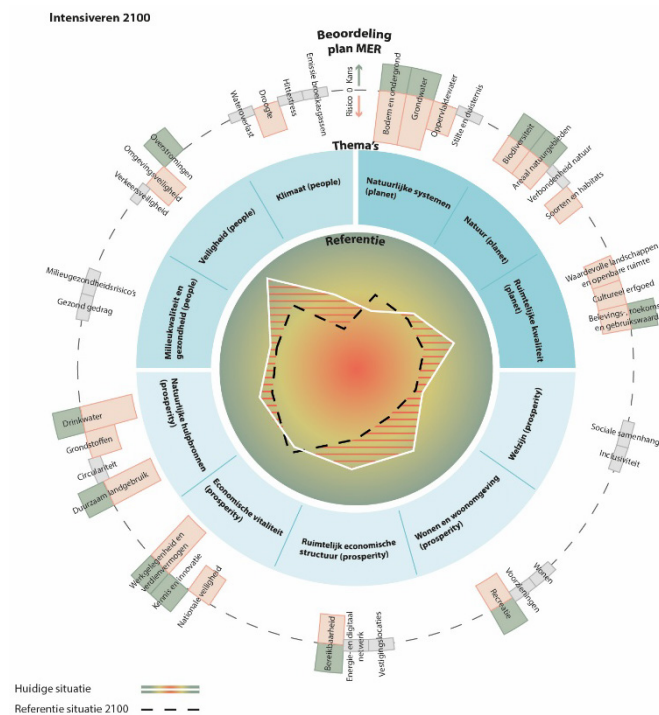 Intensiveren 2100
Beoordeling
plan MER
Risico 0 Kans
Thema's
Referentie
Natuurlijke systemen
(planet)
Natuur (planet)
Ruimtelijke kwaliteit
(planet)
Welzijn (prosperity)
Wonen en woonomgeving
(prosperity)
Ruimtelijk economische
structuur (prosperity)
Economische vitaliteit
(prosperity)
Natuurlijke hulpbronnen
(prosperity)
Milieukwaliteit en
gezondheid (people)
Veiligheid (people)
Klimaat (people)
Bodem en ondergrond
Grondwater
Oppervlaktewater
Stilte en duisternis
Biodiversiteit
Areaal natuurgebieden
Verbondenheid natuur
Soorten en habitats
Waardevolle landschappen
en openbare ruimte
Cultureel erfgoed
Belevings-, toekoms
en gebruikswaard
Sociale samenhang
Inclusiviteit
Wonen
Voorzieningen
Recreatie
Vestigingslocaties
Energie- en digitaal
netwerk
Bereikbaarheid
Nationale veiligheid
Kennis en innovatie
Werkgelegenheid en
verdienvermogen
Duurzaam landgebruik
Circulariteit
Grondstoffen
Drinkwater
Gezond gedrag
Milieugezondheidsrisico's
Verkeersveiligheid
Omgevingsveiligheid
Overstromingen
Wateroverlast
Droogte
Hittestress
Emissie broeikasgassen
Huidige situatie
Referentie situatie 2100